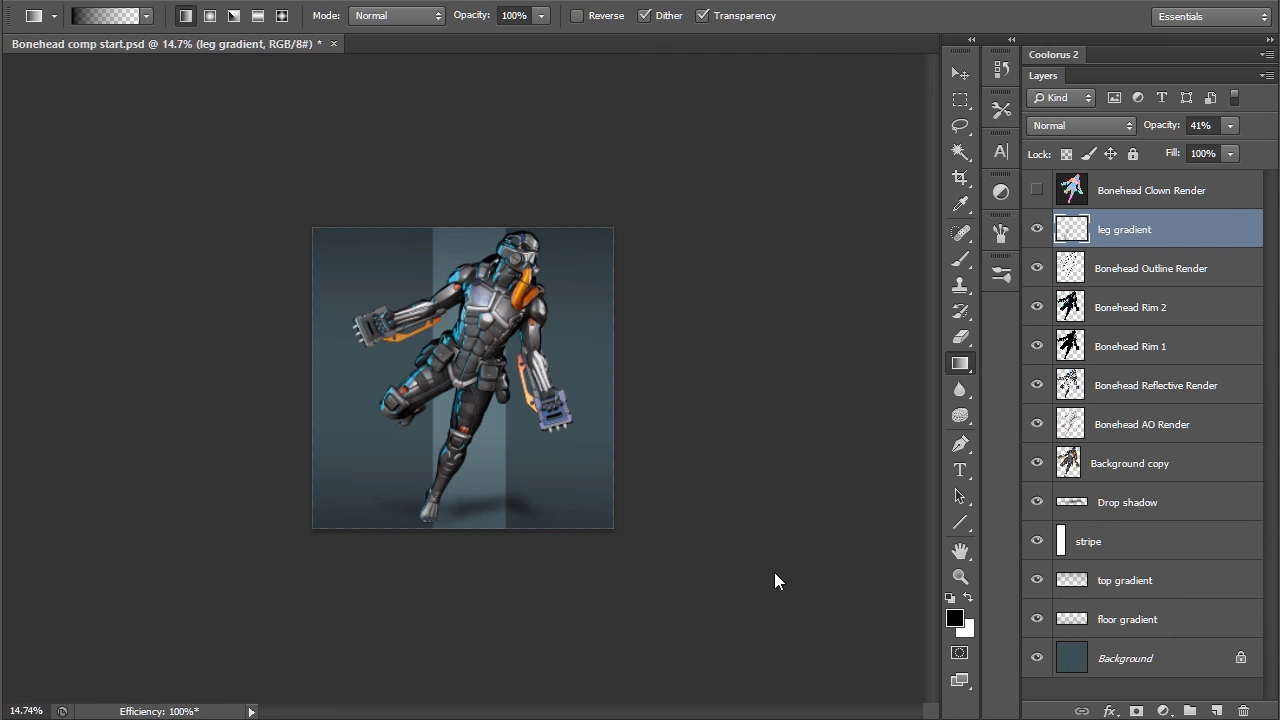 Mode: Normal Opacity: 100% Reverse Dither Transparency Essentials
Bonehead comp start.psd @ 14.7% (leg gradient, RGB/8#) * ×
Coolorus 2
Layers
Kind T
Normal Opacity: 41%
Lock: Fill: 100%
Bonehead Clown Render
leg gradient
Bonehead Outline Render
Bonehead Rim 2
Bonehead Rim 1
Bonehead Reflective Render
Bonehead AO Render
Background copy
Drop shadow
stripe
top gradient
floor gradient
Background
A
T
14.74% Efficiency: 100%* fx